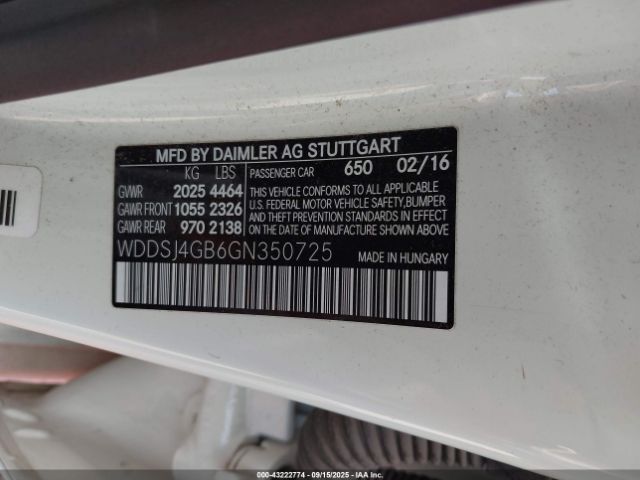 MFD BY DAIMLER AG STUTTGART
KG LBS PASSENGER CAR 650 02/16
GVWR 2025 4464
GAWR FRONT 1055 2326
GAWR REAR 970 2138
THIS VEHICLE CONFORMS TO ALL APPLICABLE
U.S. FEDERAL MOTOR VEHICLE SAFETY,BUMPER
AND THEFT PREVENTION STANDARDS IN EFFECT
ON THE DATE OF MANUFACTURE SHOWN ABOVE.
WDDSJ4GB6GN350725
MADE IN HUNGARY
000-43222774 - 09/15/2025 - IAA, Inc.